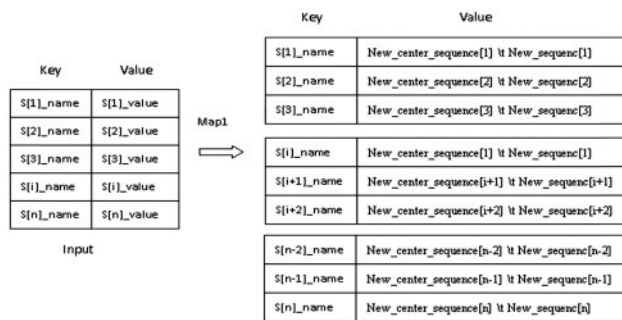 Key Value
S[1]_name New_center_sequence[1] \t New_sequenc[1]
S[2]_name New_center_sequence[2] \t New_sequenc[2]
S[3]_name New_center_sequence[3] \t New_sequenc[3]
Key Value
S[1]_name S[1]_value
S[2]_name S[2]_value
S[3]_name S[3]_value
S[i]_name S[i]_value
S[n]_name S[n]_value
Input
Map1
S[i]_name New_center_sequence[1] \t New_sequenc[1]
S[i+1]_name New_center_sequence[i+1] \t New_sequenc[i+1]
S[i+2]_name New_center_sequence[i+2] \t New_sequenc[i+2]
S[n-2]_name New_center_sequence[n-2] \t New_sequenc[n-2]
S[n-1]_name New_center_sequence[n-1] \t New_sequenc[n-1]
S[n]_name New_center_sequence[n] \t New_sequenc[n]